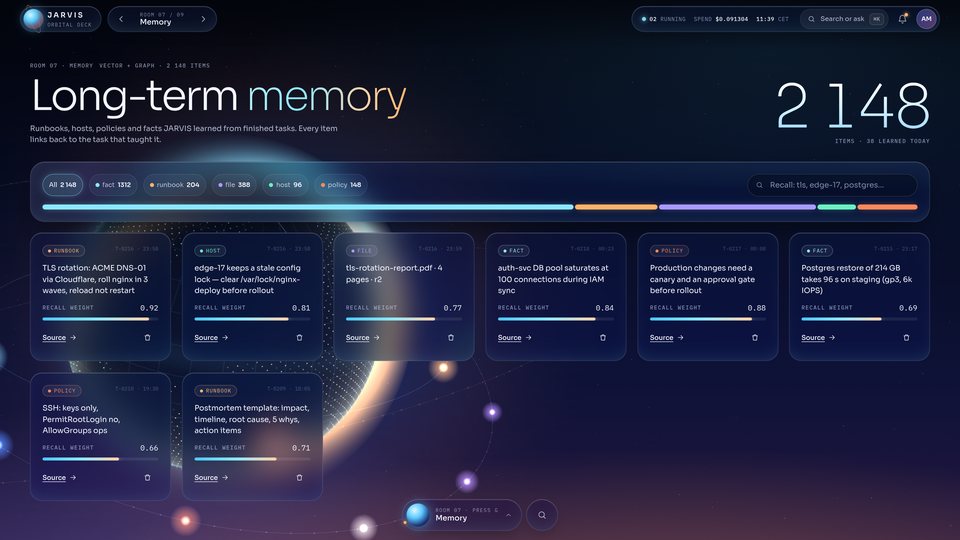 JARVIS
ORBITAL DECK
ROOM 07 / 09
Memory
02 RUNNING SPEND $0.091304 11:39 CET
Search or ask ⌘K
AM
ROOM 07 · MEMORY VECTOR + GRAPH · 2 148 ITEMS
Long-term memory
Runbooks, hosts, policies and facts JARVIS learned from finished tasks. Every item
links back to the task that taught it.
2 148
ITEMS · 38 LEARNED TODAY
All 2 148
fact 1312
runbook 204
file 388
host 96
policy 148
Recall: tls, edge-17, postgres...
RUNBOOK
TLS rotation: ACME DNS-01
via Cloudflare, roll nginx in 3
waves, reload not restart
RECALL WEIGHT 0.92
Source →
HOST
edge-17 keeps a stale config
lock — clear /var/lock/nginx-
deploy before rollout
RECALL WEIGHT 0.81
Source →
FILE
tls-rotation-report.pdf · 4
pages · r2
RECALL WEIGHT 0.77
Source →
FACT
auth-svc DB pool saturates at
100 connections during IAM
sync
RECALL WEIGHT 0.84
Source →
POLICY
Production changes need a
canary and an approval gate
before rollout
RECALL WEIGHT 0.88
Source →
FACT
Postgres restore of 214 GB
takes 96 s on staging (gp3, 6k
IOPS)
RECALL WEIGHT 0.69
Source →
POLICY
SSH: keys only,
PermitRootLogin no,
AllowGroups ops
RECALL WEIGHT 0.66
Source →
RUNBOOK
Postmortem template: impact,
timeline, root cause, 5 whys,
action items
RECALL WEIGHT 0.71
Source →
ROOM 07 · PRESS G
Memory